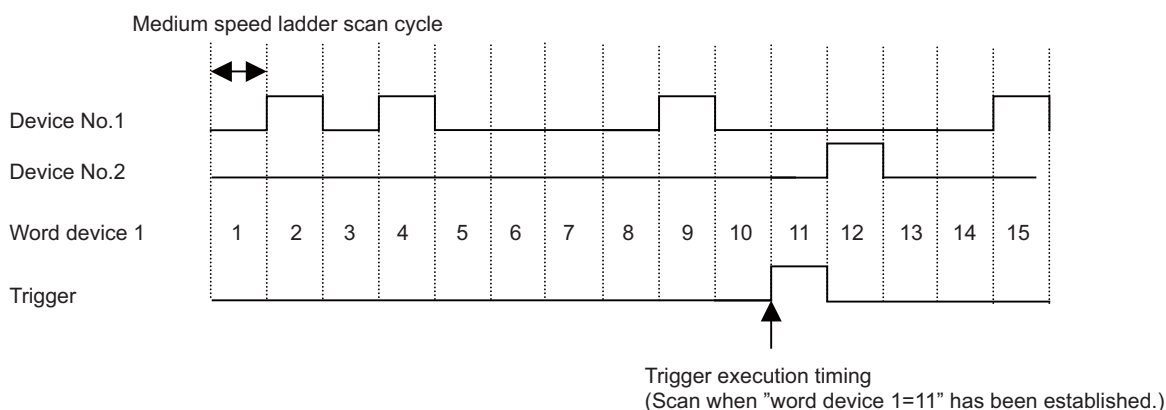 Medium speed ladder scan cycle
Device No.1
Device No.2
Word device 1 1 2 3 4 5 6 7 8 9 10 11 12 13 14 15
Trigger
Trigger execution timing
(Scan when ”word device 1=11” has been established.)